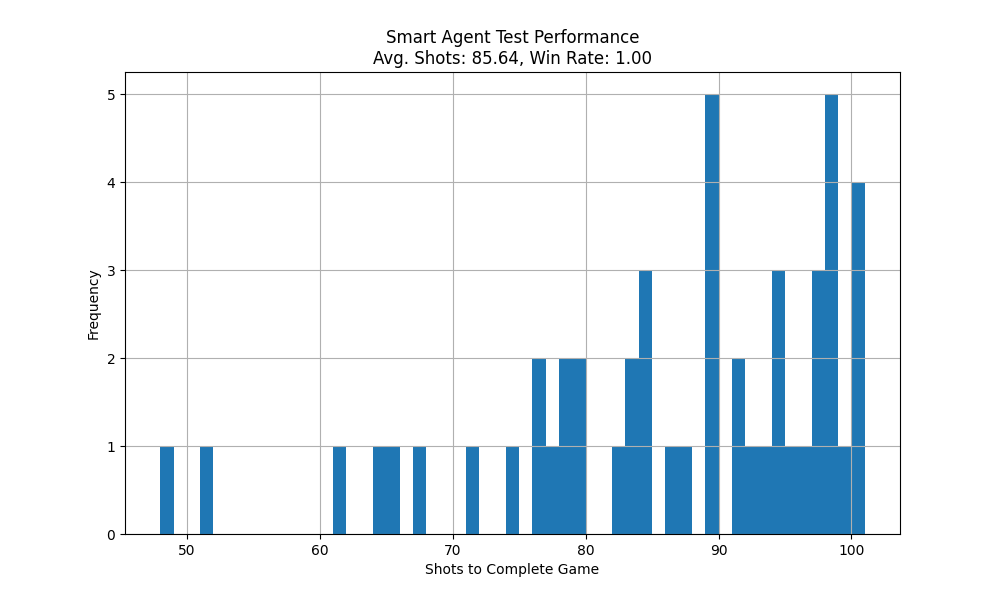 Smart Agent Test Performance
Avg. Shots: 85.64, Win Rate: 1.00
5
4
3
2
1
0
Frequency
50 60 70 80 90 100
Shots to Complete Game